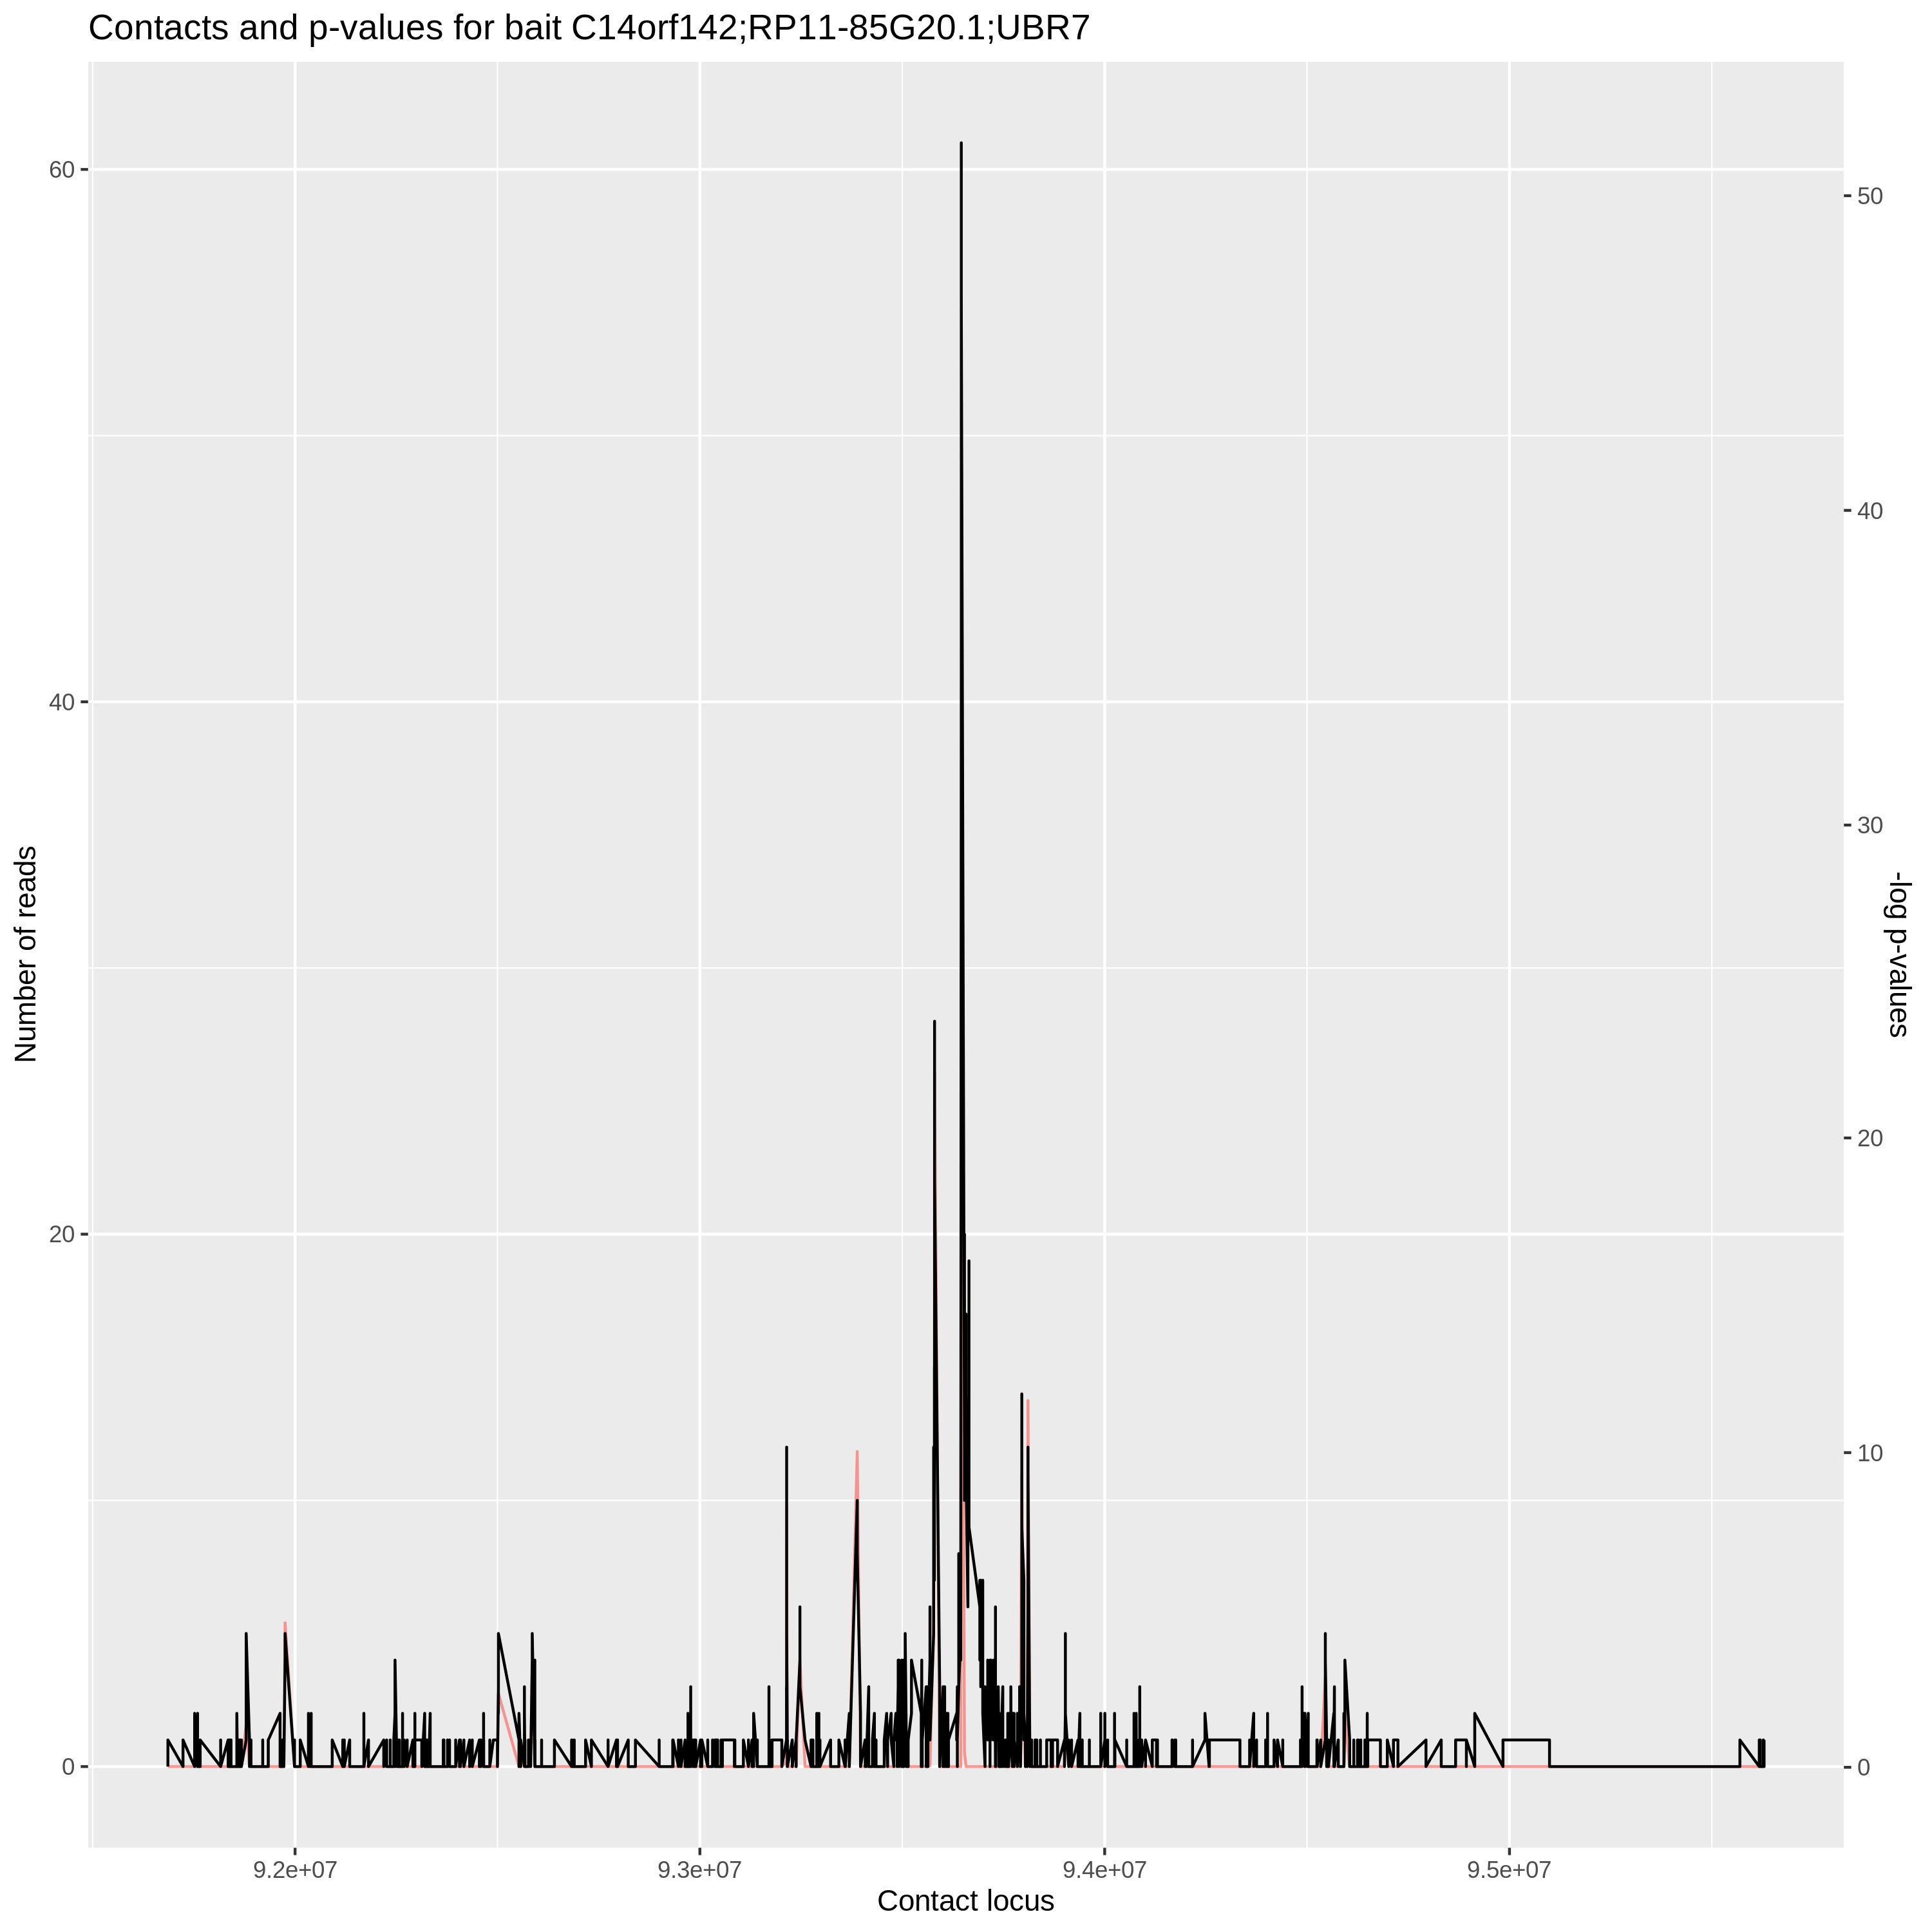 Contacts and p-values for bait C14orf142;RP11-85G20.1;UBR7
60
40
20
0
50
40
30
20
10
0
Number of reads
-log p-values
9.2e+07
9.3e+07
9.4e+07
9.5e+07
Contact locus